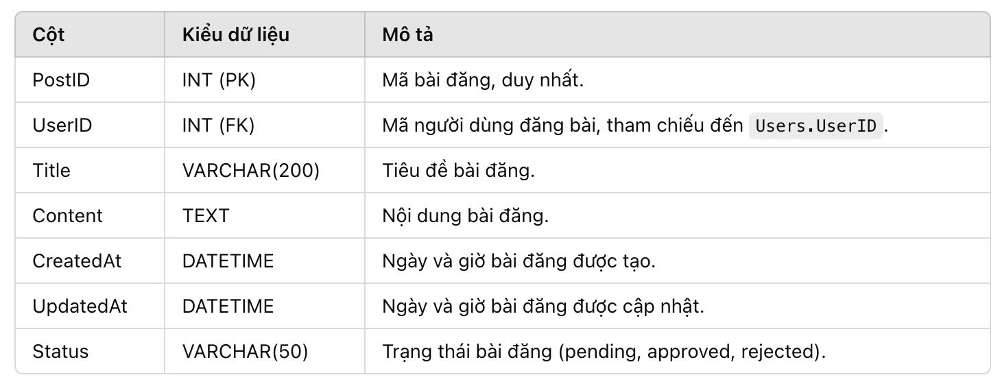 Cột Kiểu dữ liệu Mô tả
PostID INT (PK) Mã bài đăng, duy nhất.
UserID INT (FK) Mã người dùng đăng bài, tham chiếu đến Users.UserID.
Title VARCHAR(200) Tiêu đề bài đăng.
Content TEXT Nội dung bài đăng.
CreatedAt DATETIME Ngày và giờ bài đăng được tạo.
UpdatedAt DATETIME Ngày và giờ bài đăng được cập nhật.
Status VARCHAR(50) Trạng thái bài đăng (pending, approved, rejected).